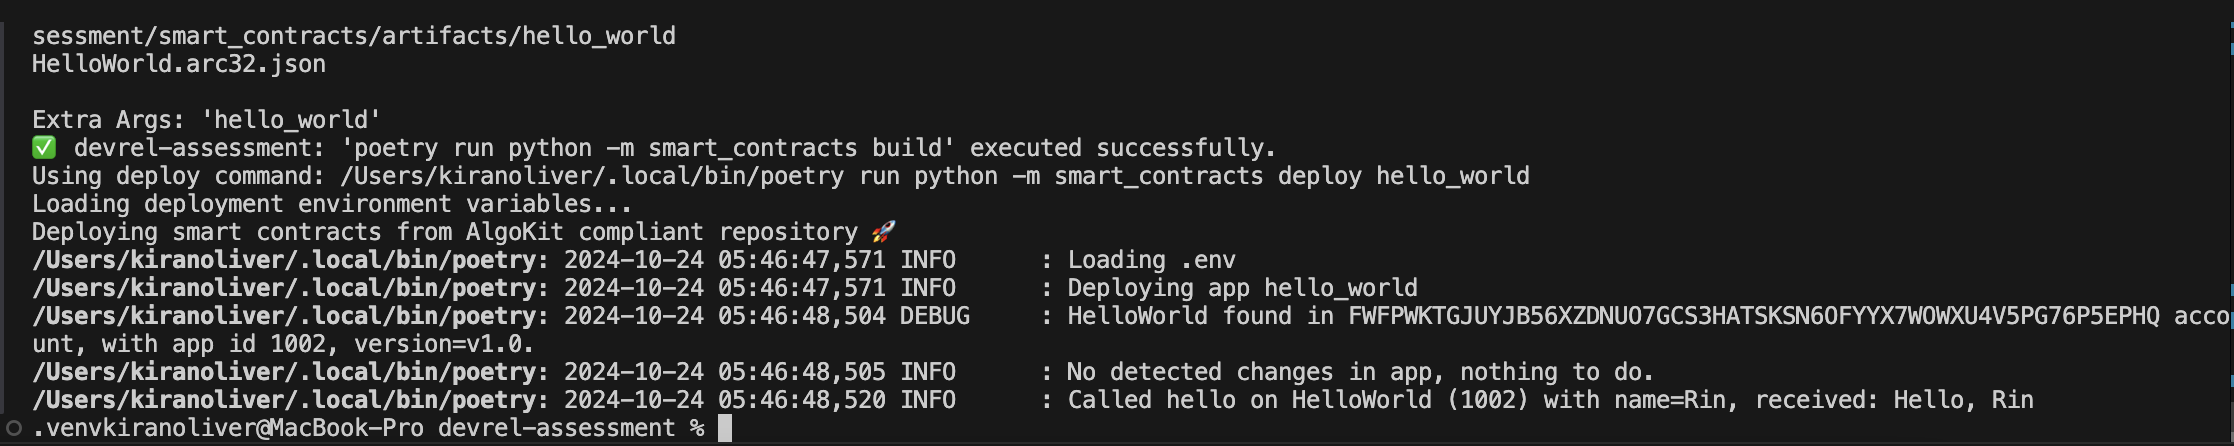 sessment/smart_contracts/artifacts/hello_world
HelloWorld.arc32.json
Extra Args: 'hello_world'
✅ devrel-assessment: 'poetry run python -m smart_contracts build' executed successfully.
Using deploy command: /Users/kiranoliver/.local/bin/poetry run python -m smart_contracts deploy hello_world
Loading deployment environment variables...
Deploying smart contracts from AlgoKit compliant repository 🚀
/Users/kiranoliver/.local/bin/poetry: 2024-10-24 05:46:47,571 INFO      : Loading .env
/Users/kiranoliver/.local/bin/poetry: 2024-10-24 05:46:47,571 INFO      : Deploying app hello_world
/Users/kiranoliver/.local/bin/poetry: 2024-10-24 05:46:48,504 DEBUG     : HelloWorld found in FWFPWKTGJUYJB56XZDNUO7GCS3HATSKSN6OFYYX7WOWXU4V5PG76P5EPHQ acco
unt, with app id 1002, version=v1.0.
/Users/kiranoliver/.local/bin/poetry: 2024-10-24 05:46:48,505 INFO      : No detected changes in app, nothing to do.
/Users/kiranoliver/.local/bin/poetry: 2024-10-24 05:46:48,520 INFO      : Called hello on HelloWorld (1002) with name=Rin, received: Hello, Rin
.venvkiranoliver@MacBook-Pro devrel-assessment %